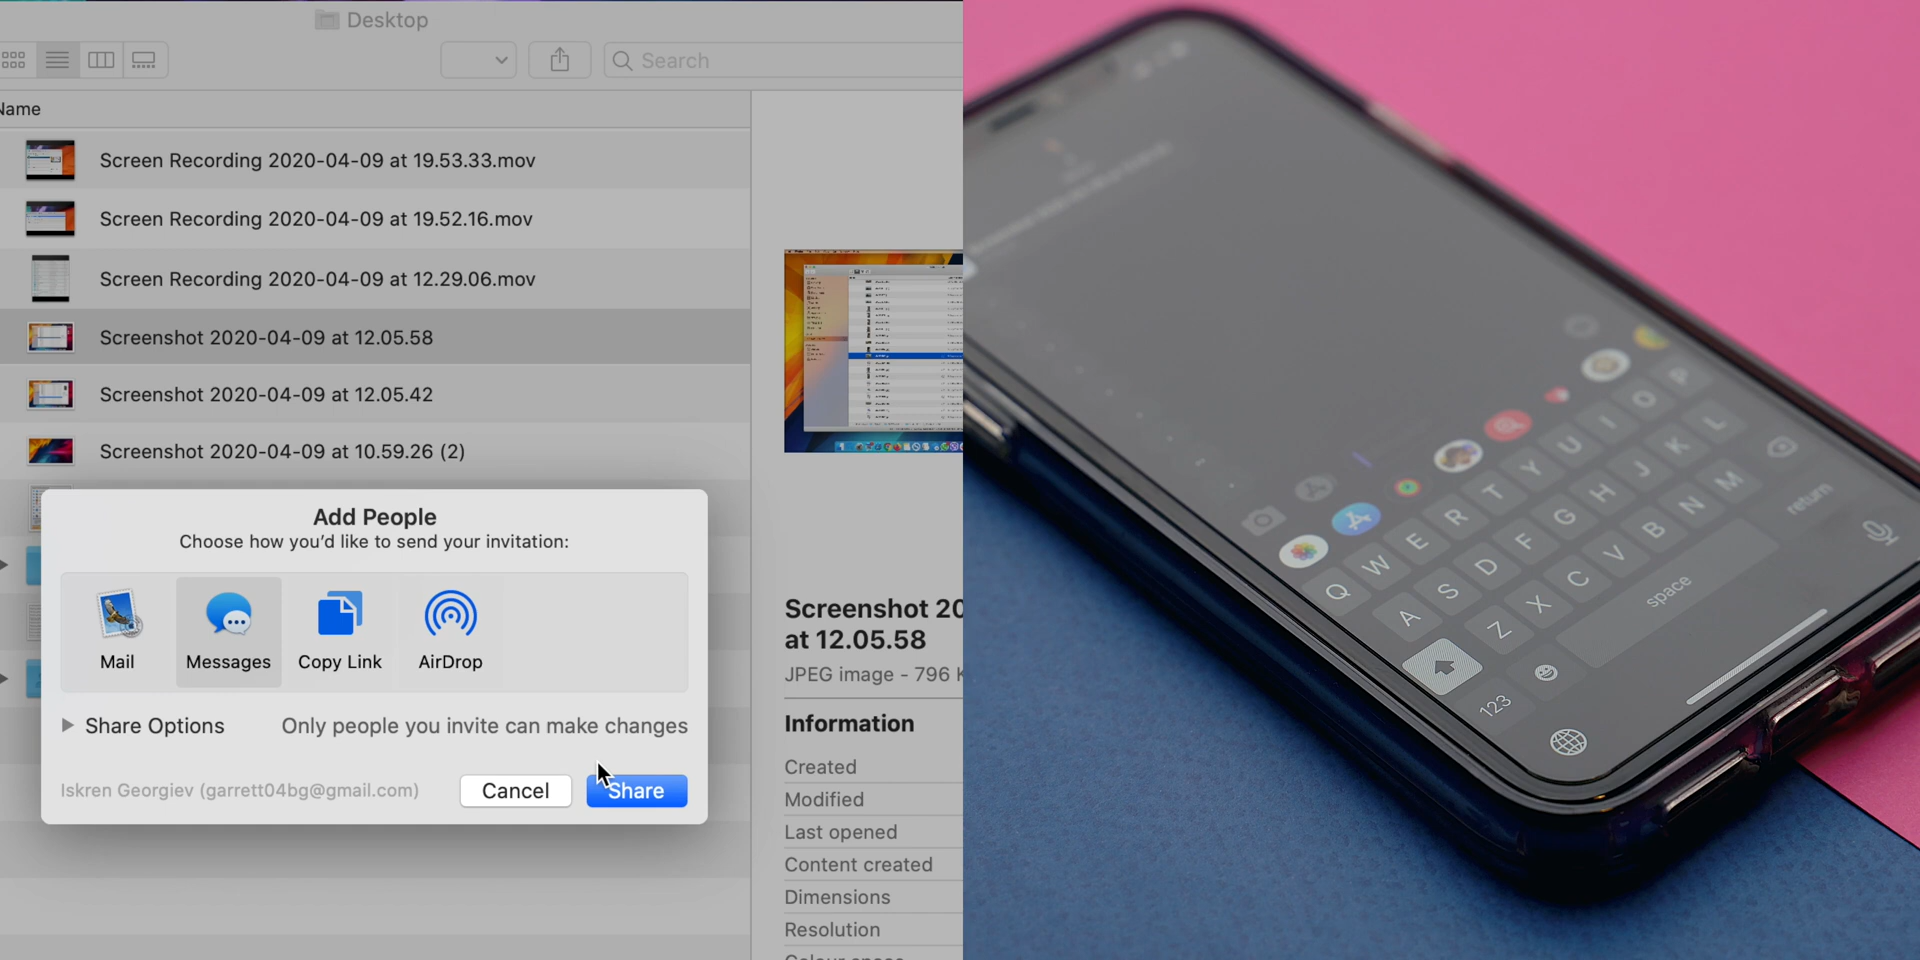 Desktop
Search
Name
Screen Recording 2020-04-09 at 19.53.33.mov
Screen Recording 2020-04-09 at 19.52.16.mov
Screen Recording 2020-04-09 at 12.29.06.mov
Screenshot 2020-04-09 at 12.05.58
Screenshot 2020-04-09 at 12.05.42
Screenshot 2020-04-09 at 10.59.26 (2)
Add People
Choose how you’d like to send your invitation:
Mail Messages Copy Link AirDrop
Share Options Only people you invite can make changes
Iskren Georgiev (garrett04bg@gmail.com) Cancel Share
Screenshot 20
at 12.05.58
JPEG image - 796 K
Information
Created
Modified
Last opened
Content created
Dimensions
Resolution
Q W E R T Y U I O P
A S D F G H J K L
Z X C V B N M
123 space return